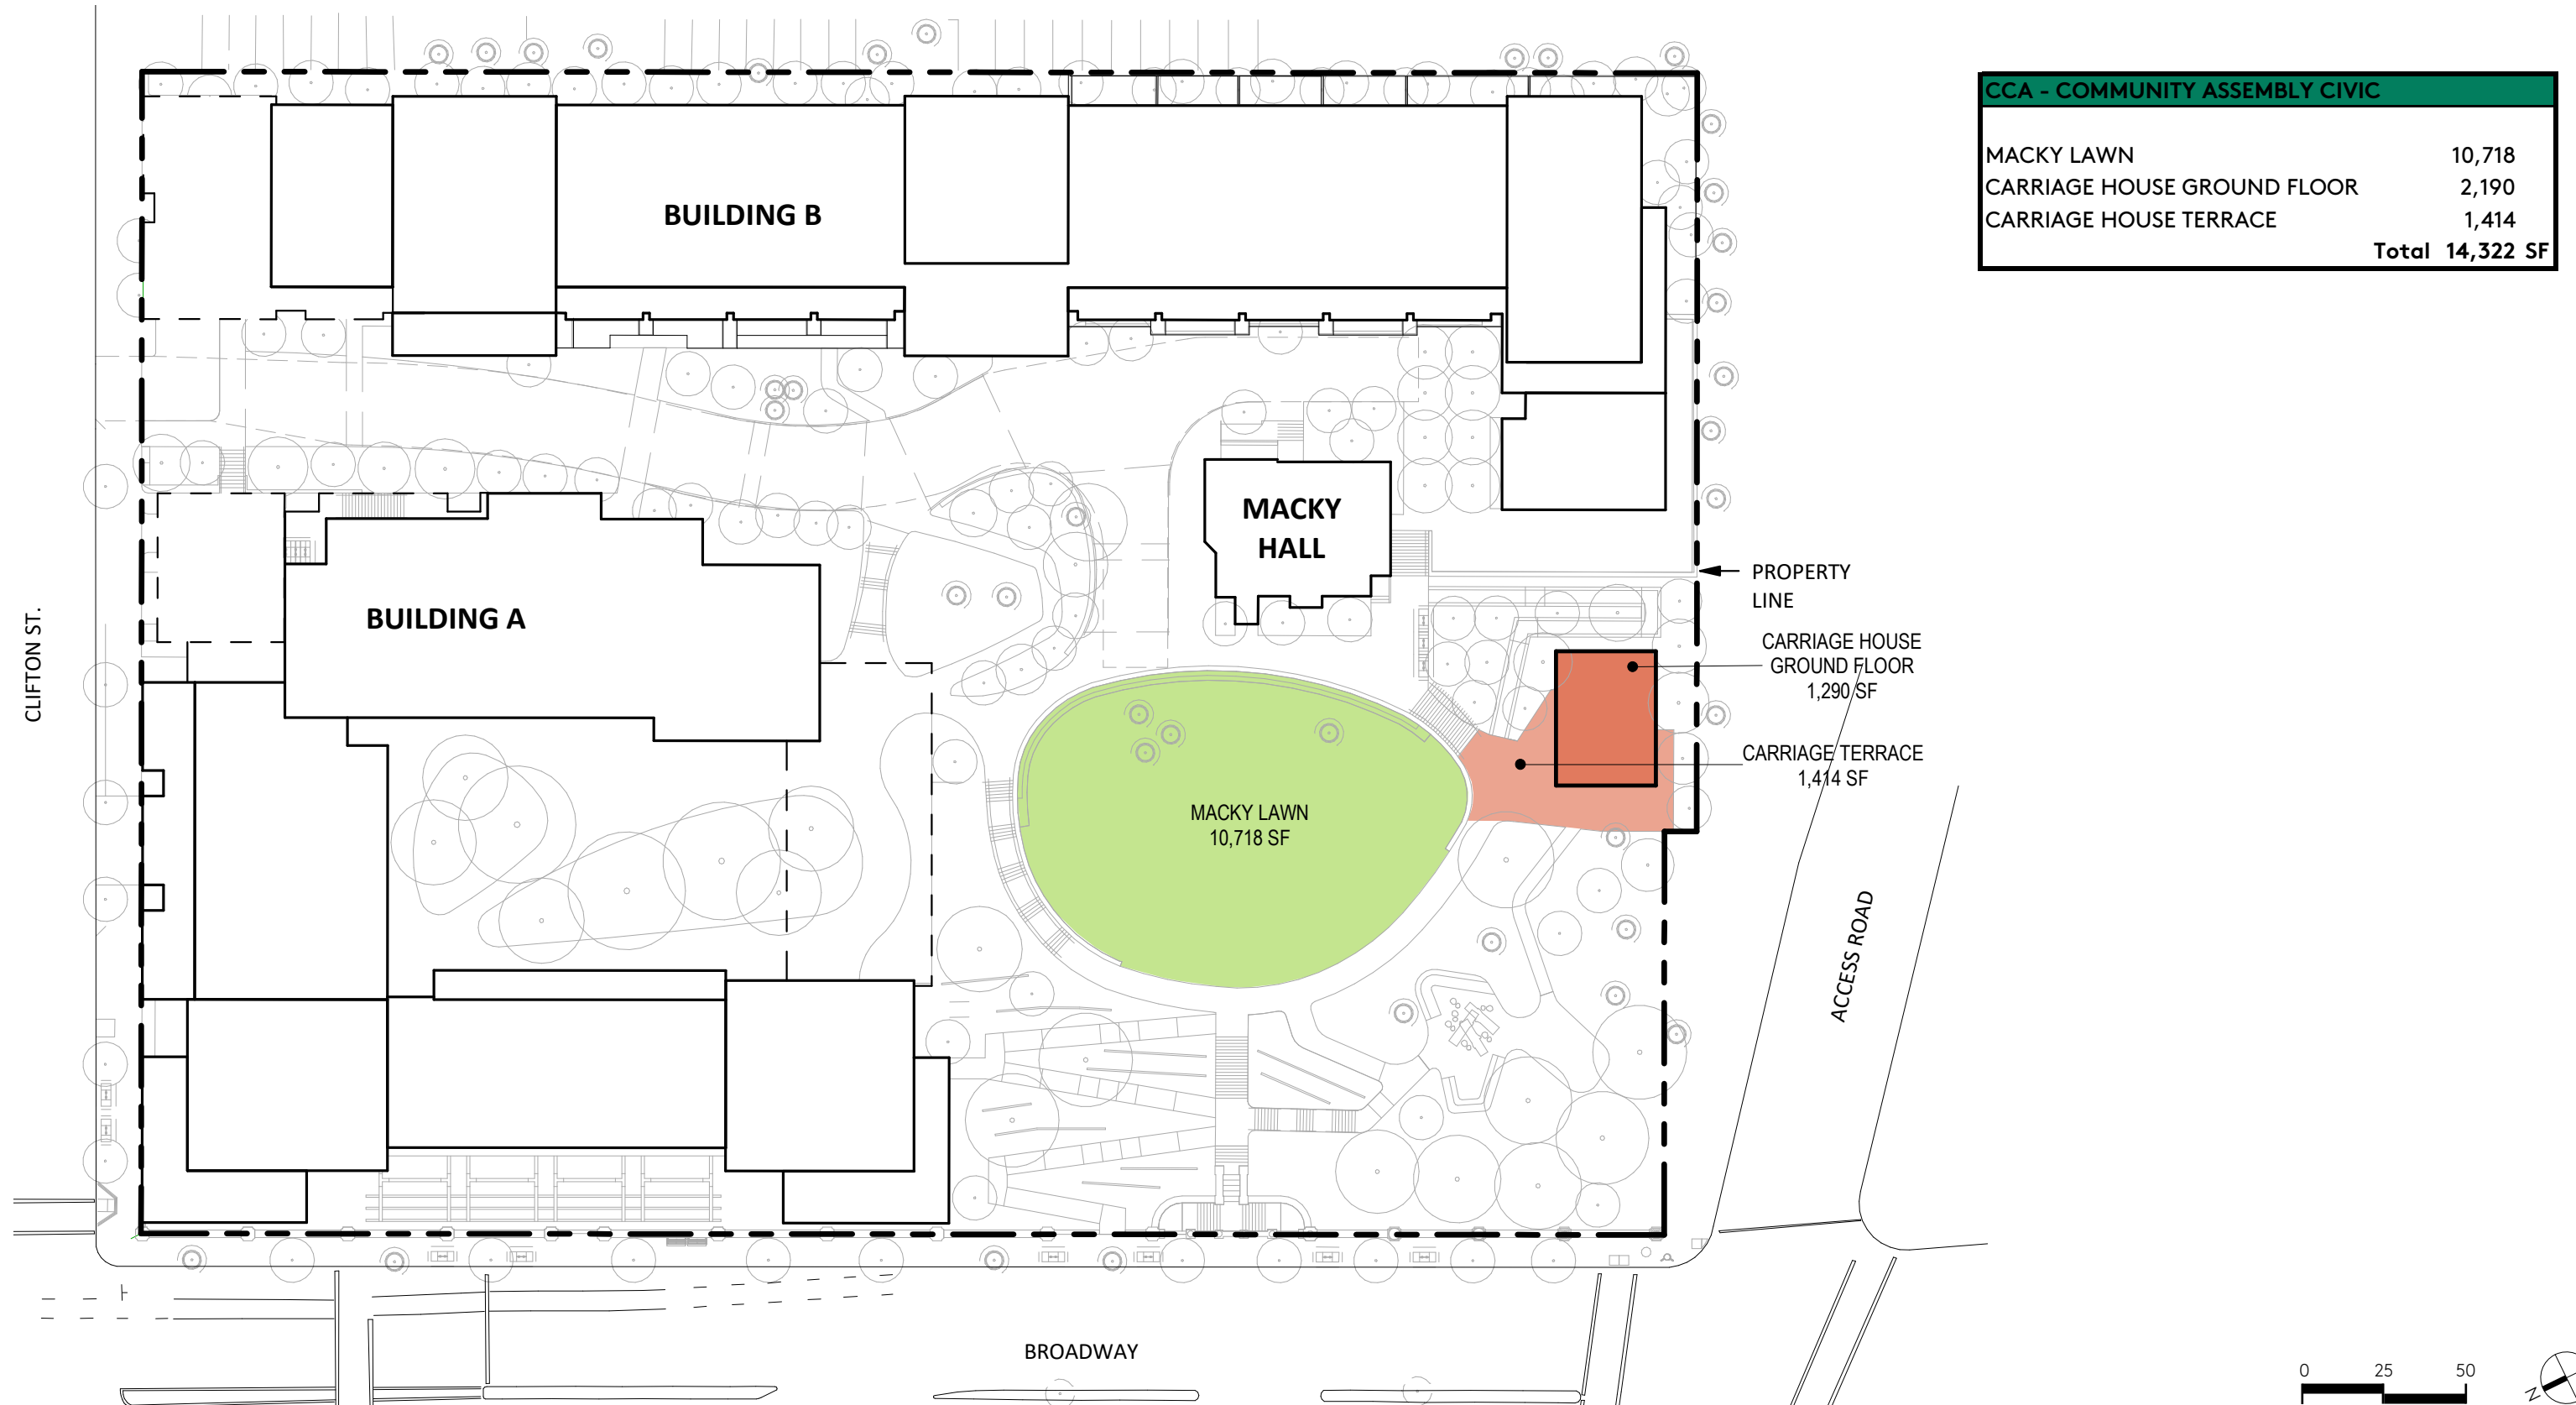 CCA - COMMUNITY ASSEMBLY CIVIC
MACKY LAWN 10,718
CARRIAGE HOUSE GROUND FLOOR 2,190
CARRIAGE HOUSE TERRACE 1,414
Total 14,322 SF
BUILDING B
MACKY
HALL
BUILDING A
CLIFTON ST.
PROPERTY
LINE
CARRIAGE HOUSE
GROUND FLOOR
1,290 SF
CARRIAGE TERRACE
1,414 SF
MACKY LAWN
10,718 SF
ACCESS ROAD
BROADWAY
0 25 50
N